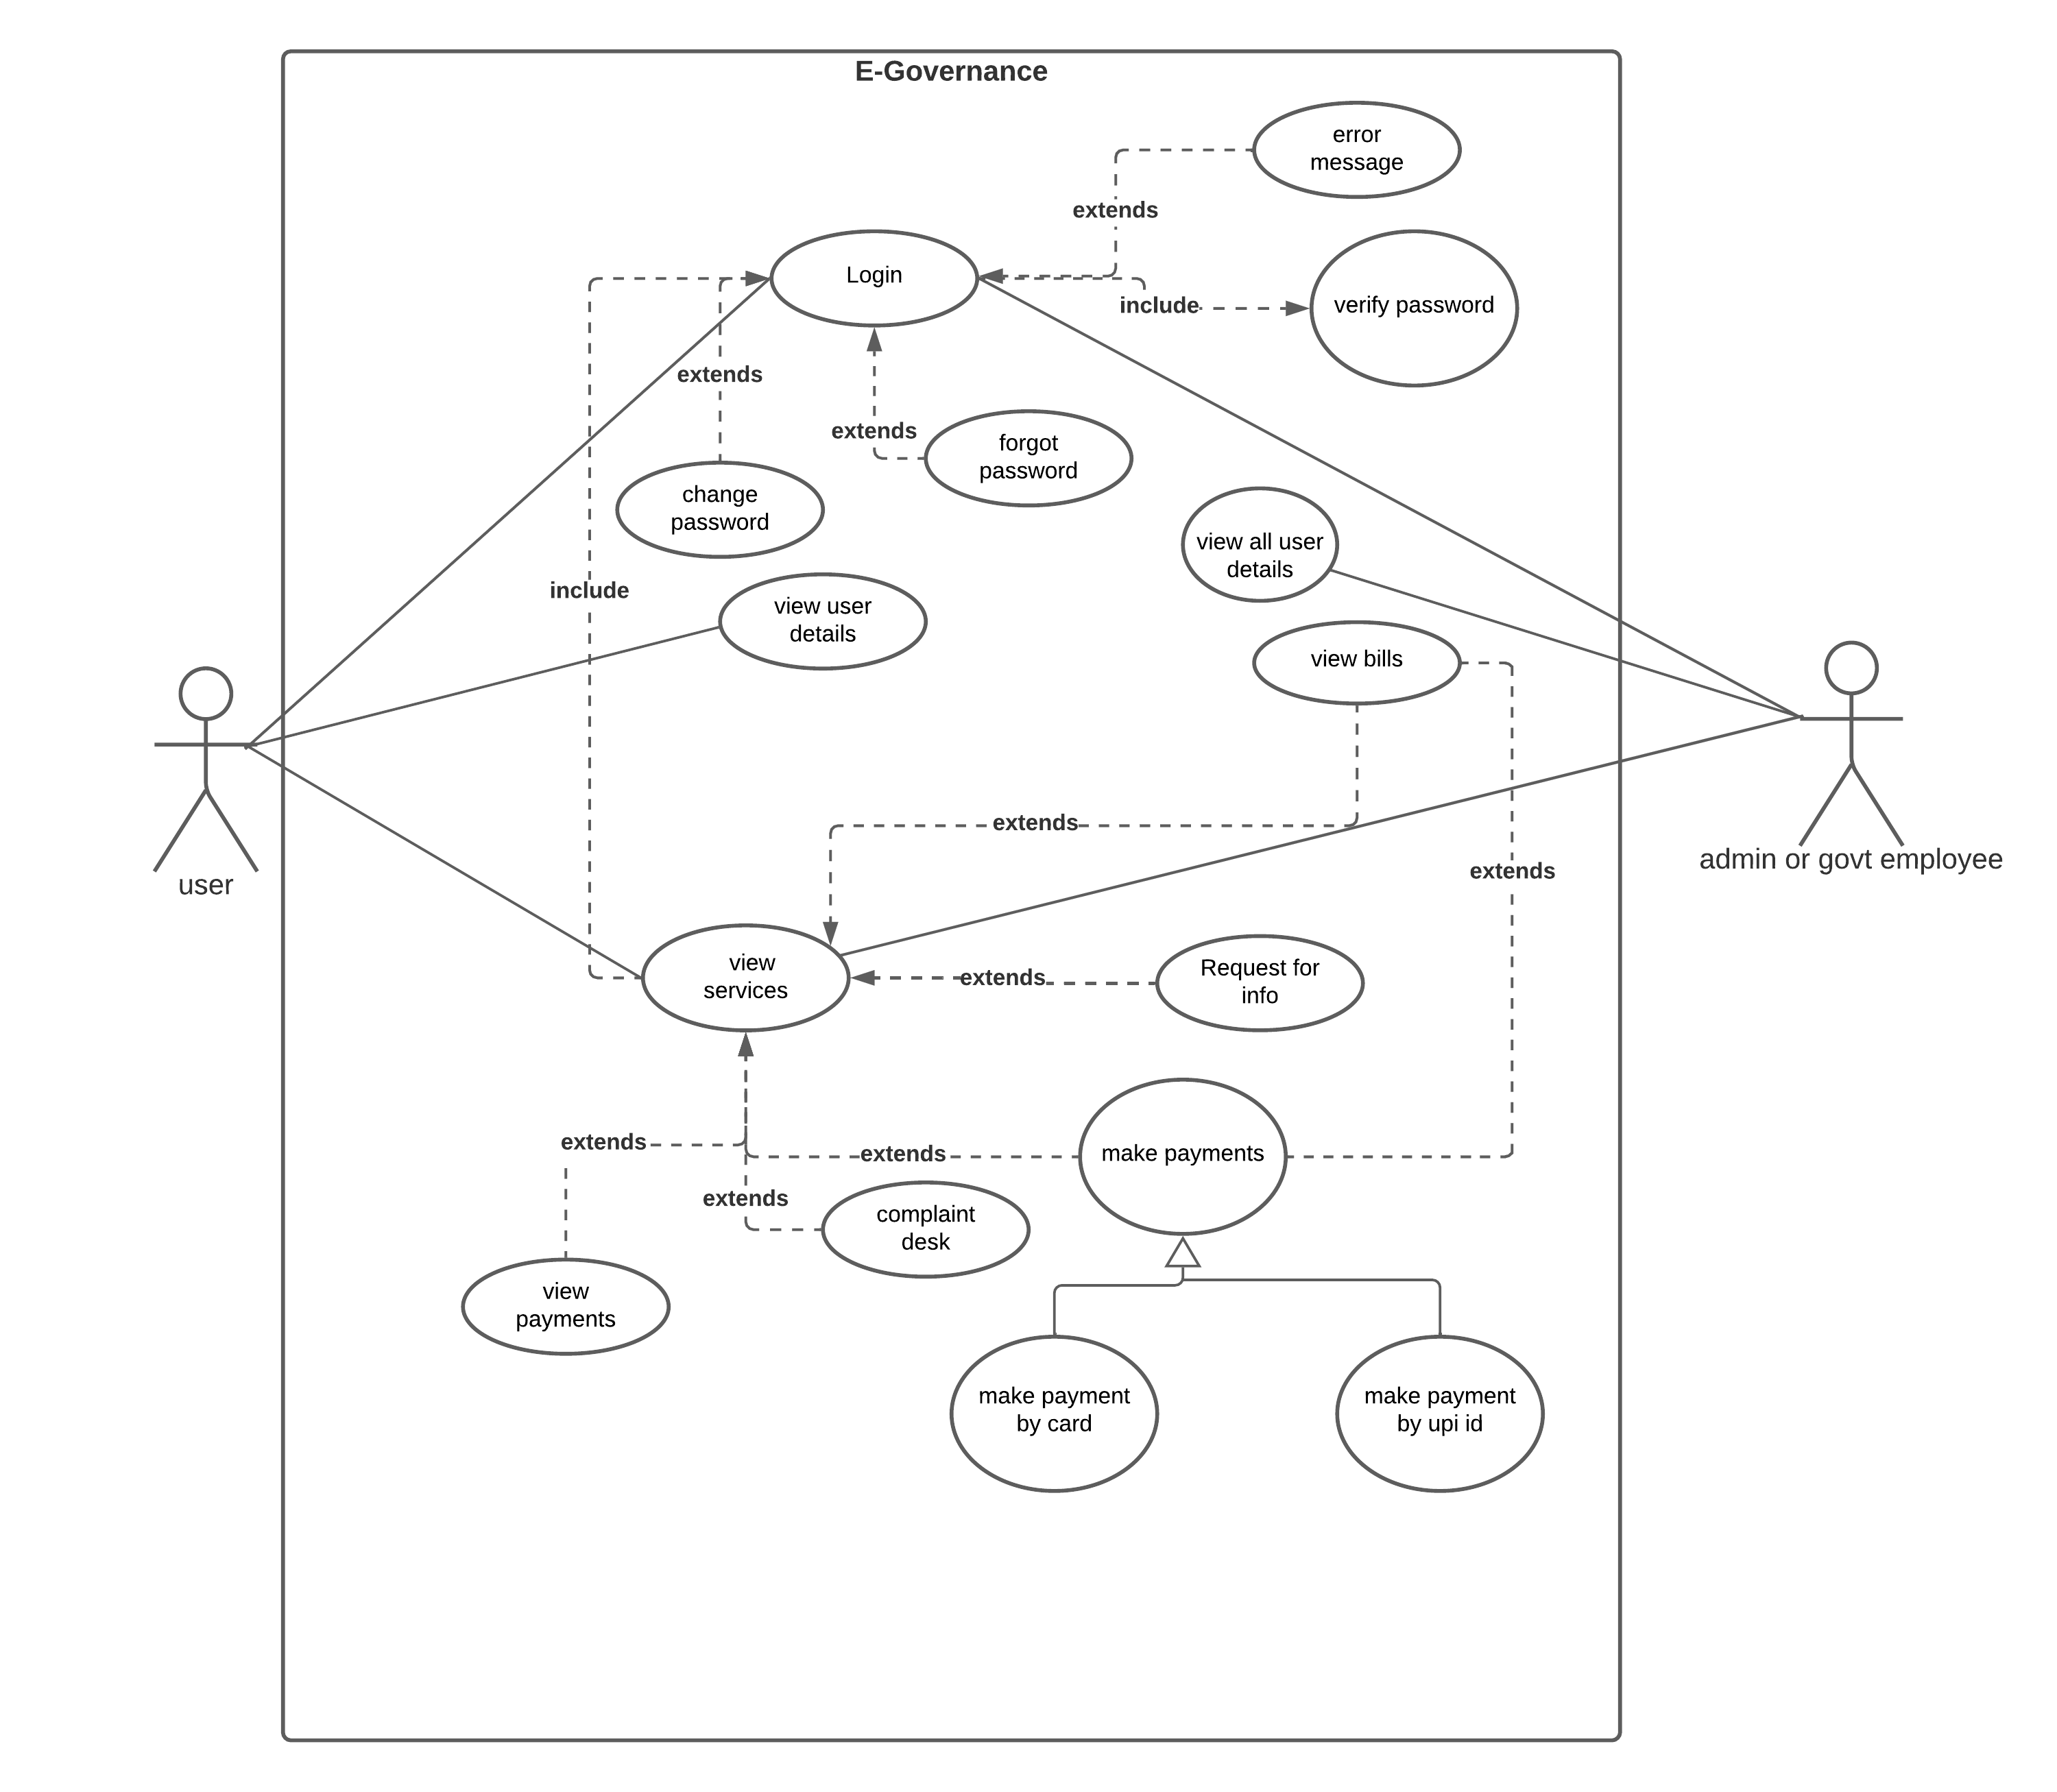 E-Governance
error
message
extends
Login
include
verify password
extends
extends
forgot
password
change
password
view all user
details
include
view user
details
view bills
extends
extends
user
admin or govt employee
view
services
extends
Request for
info
extends
extends
make payments
extends
complaint
desk
view
payments
make payment
by card
make payment
by upi id